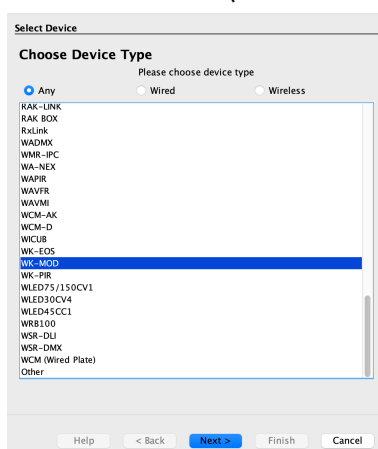 Select Device
Choose Device Type
Please choose device type
Any Wired Wireless
RAK-LINK
RAK BOX
RxLink
WADMX
WMR-IPC
WA-NEX
WAPIR
WAVFR
WAVMI
WCM-AK
WCM-D
WICUB
WK-EOS
WK-MOD
WK-PIR
WLED75/150CV1
WLED30CV4
WLED45CC1
WRB100
WSR-DLI
WSR-DMX
WCM (Wired Plate)
Other
Help < Back Next > Finish Cancel